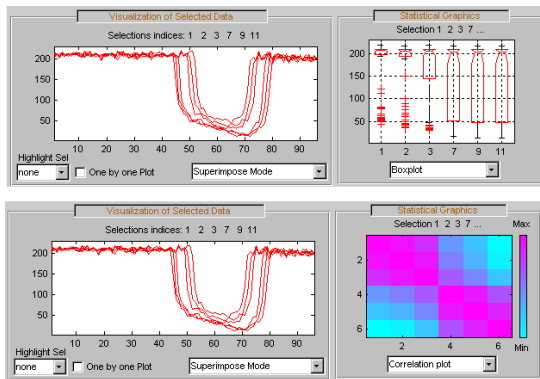 Visualization of Selected Data
Selections indices: 1 2 3 7 9 11
200
150
100
50
10 20 30 40 50 60 70 80 90
Highlight Sel
none
One by one Plot
Superimpose Mode
Statistical Graphics
Selection 1 2 3 7 ...
200
150
100
50
1 2 3 7 9 11
Boxplot
Visualization of Selected Data
Selections indices: 1 2 3 7 9 11
200
150
100
50
10 20 30 40 50 60 70 80 90
Highlight Sel
none
One by one Plot
Superimpose Mode
Statistical Graphics
Selection 1 2 3 7 ...
Max
2
4
6
2 4 6
Min
Correlation plot